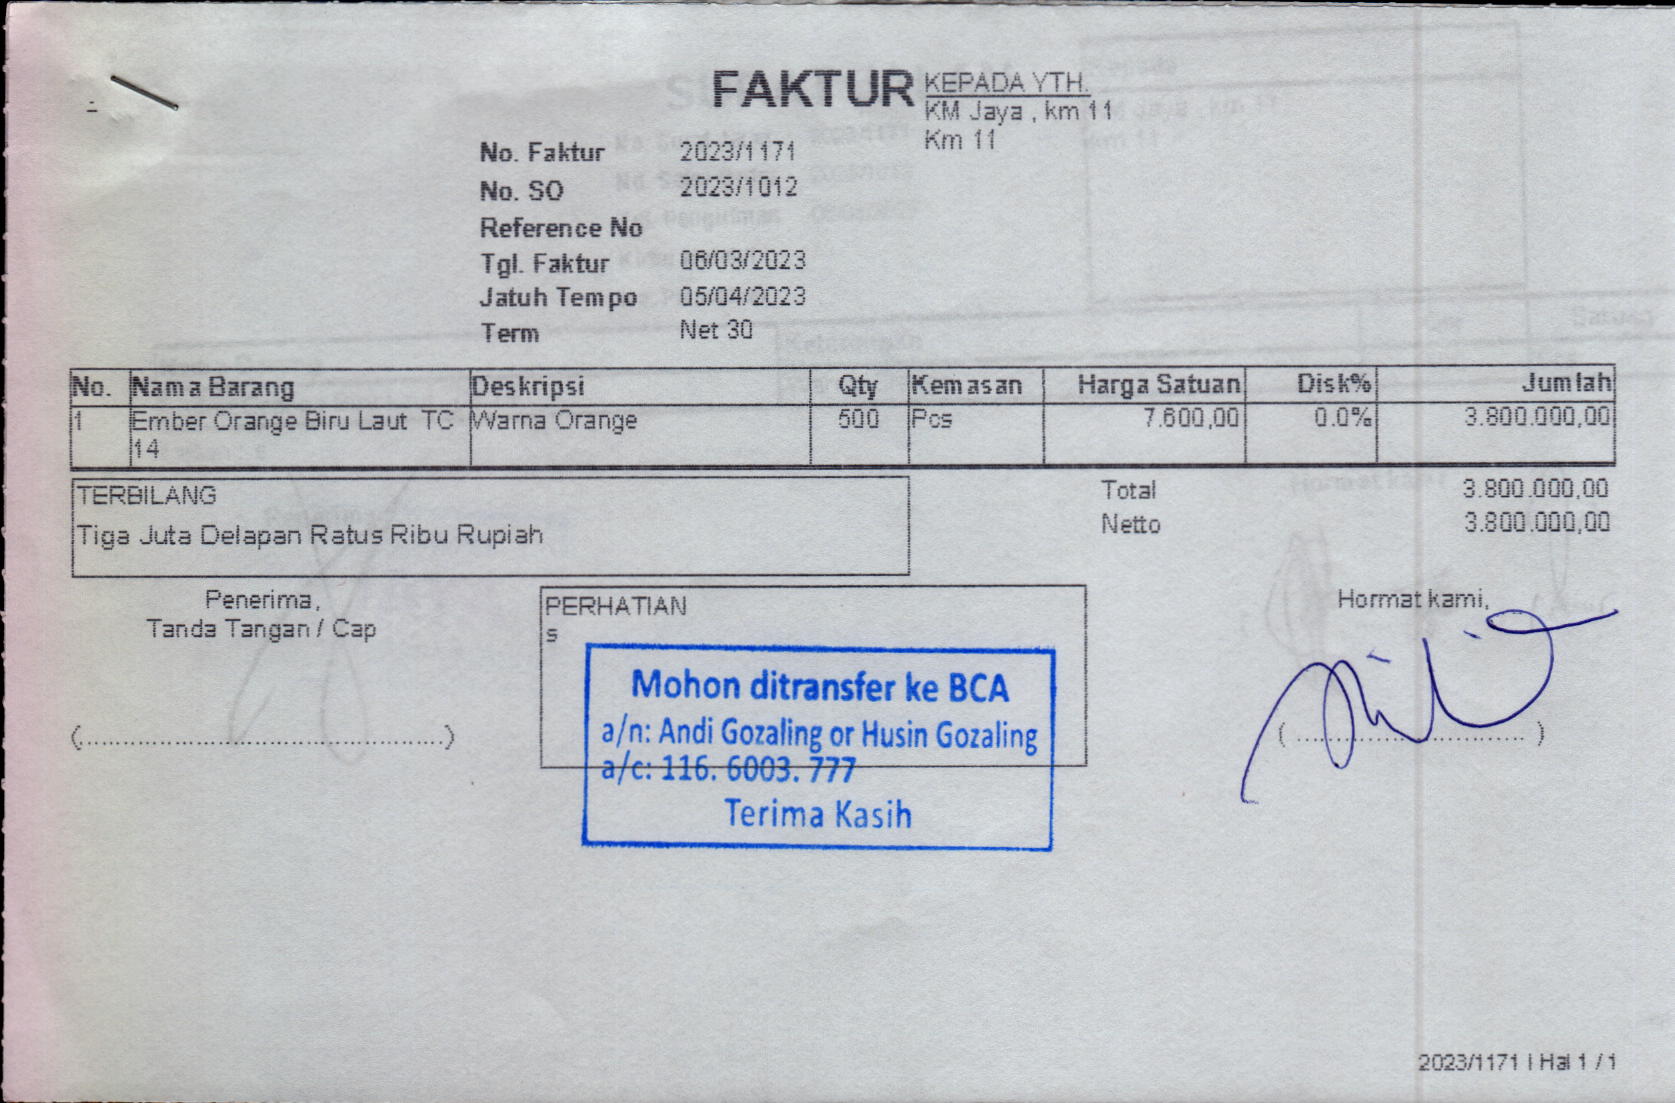 FAKTUR
KEPADA YTH.
KM Jaya , km 11
Km 11
No. Faktur 2023/1171
No. SO 2023/1012
Reference No
Tgl. Faktur 06/03/2023
Jatuh Tempo 05/04/2023
Term Net 30
No. Nama Barang Deskripsi Qty Kemasan Harga Satuan Disk% Jumlah
1 Ember Orange Biru Laut TC 14 Warna Orange 500 Pcs 7.600,00 0.0% 3.800.000,00
TERBILANG
Tiga Juta Delapan Ratus Ribu Rupiah
Total 3.800.000,00
Netto 3.800.000,00
Penerima,
Tanda Tangan / Cap
(..........................................)
PERHATIAN
s
Mohon ditransfer ke BCA
a/n: Andi Gozaling or Husin Gozaling
a/c: 116. 6003. 777
Terima Kasih
Hormat kami,
( ............................ )
2023/1171 | Hal 1 / 1